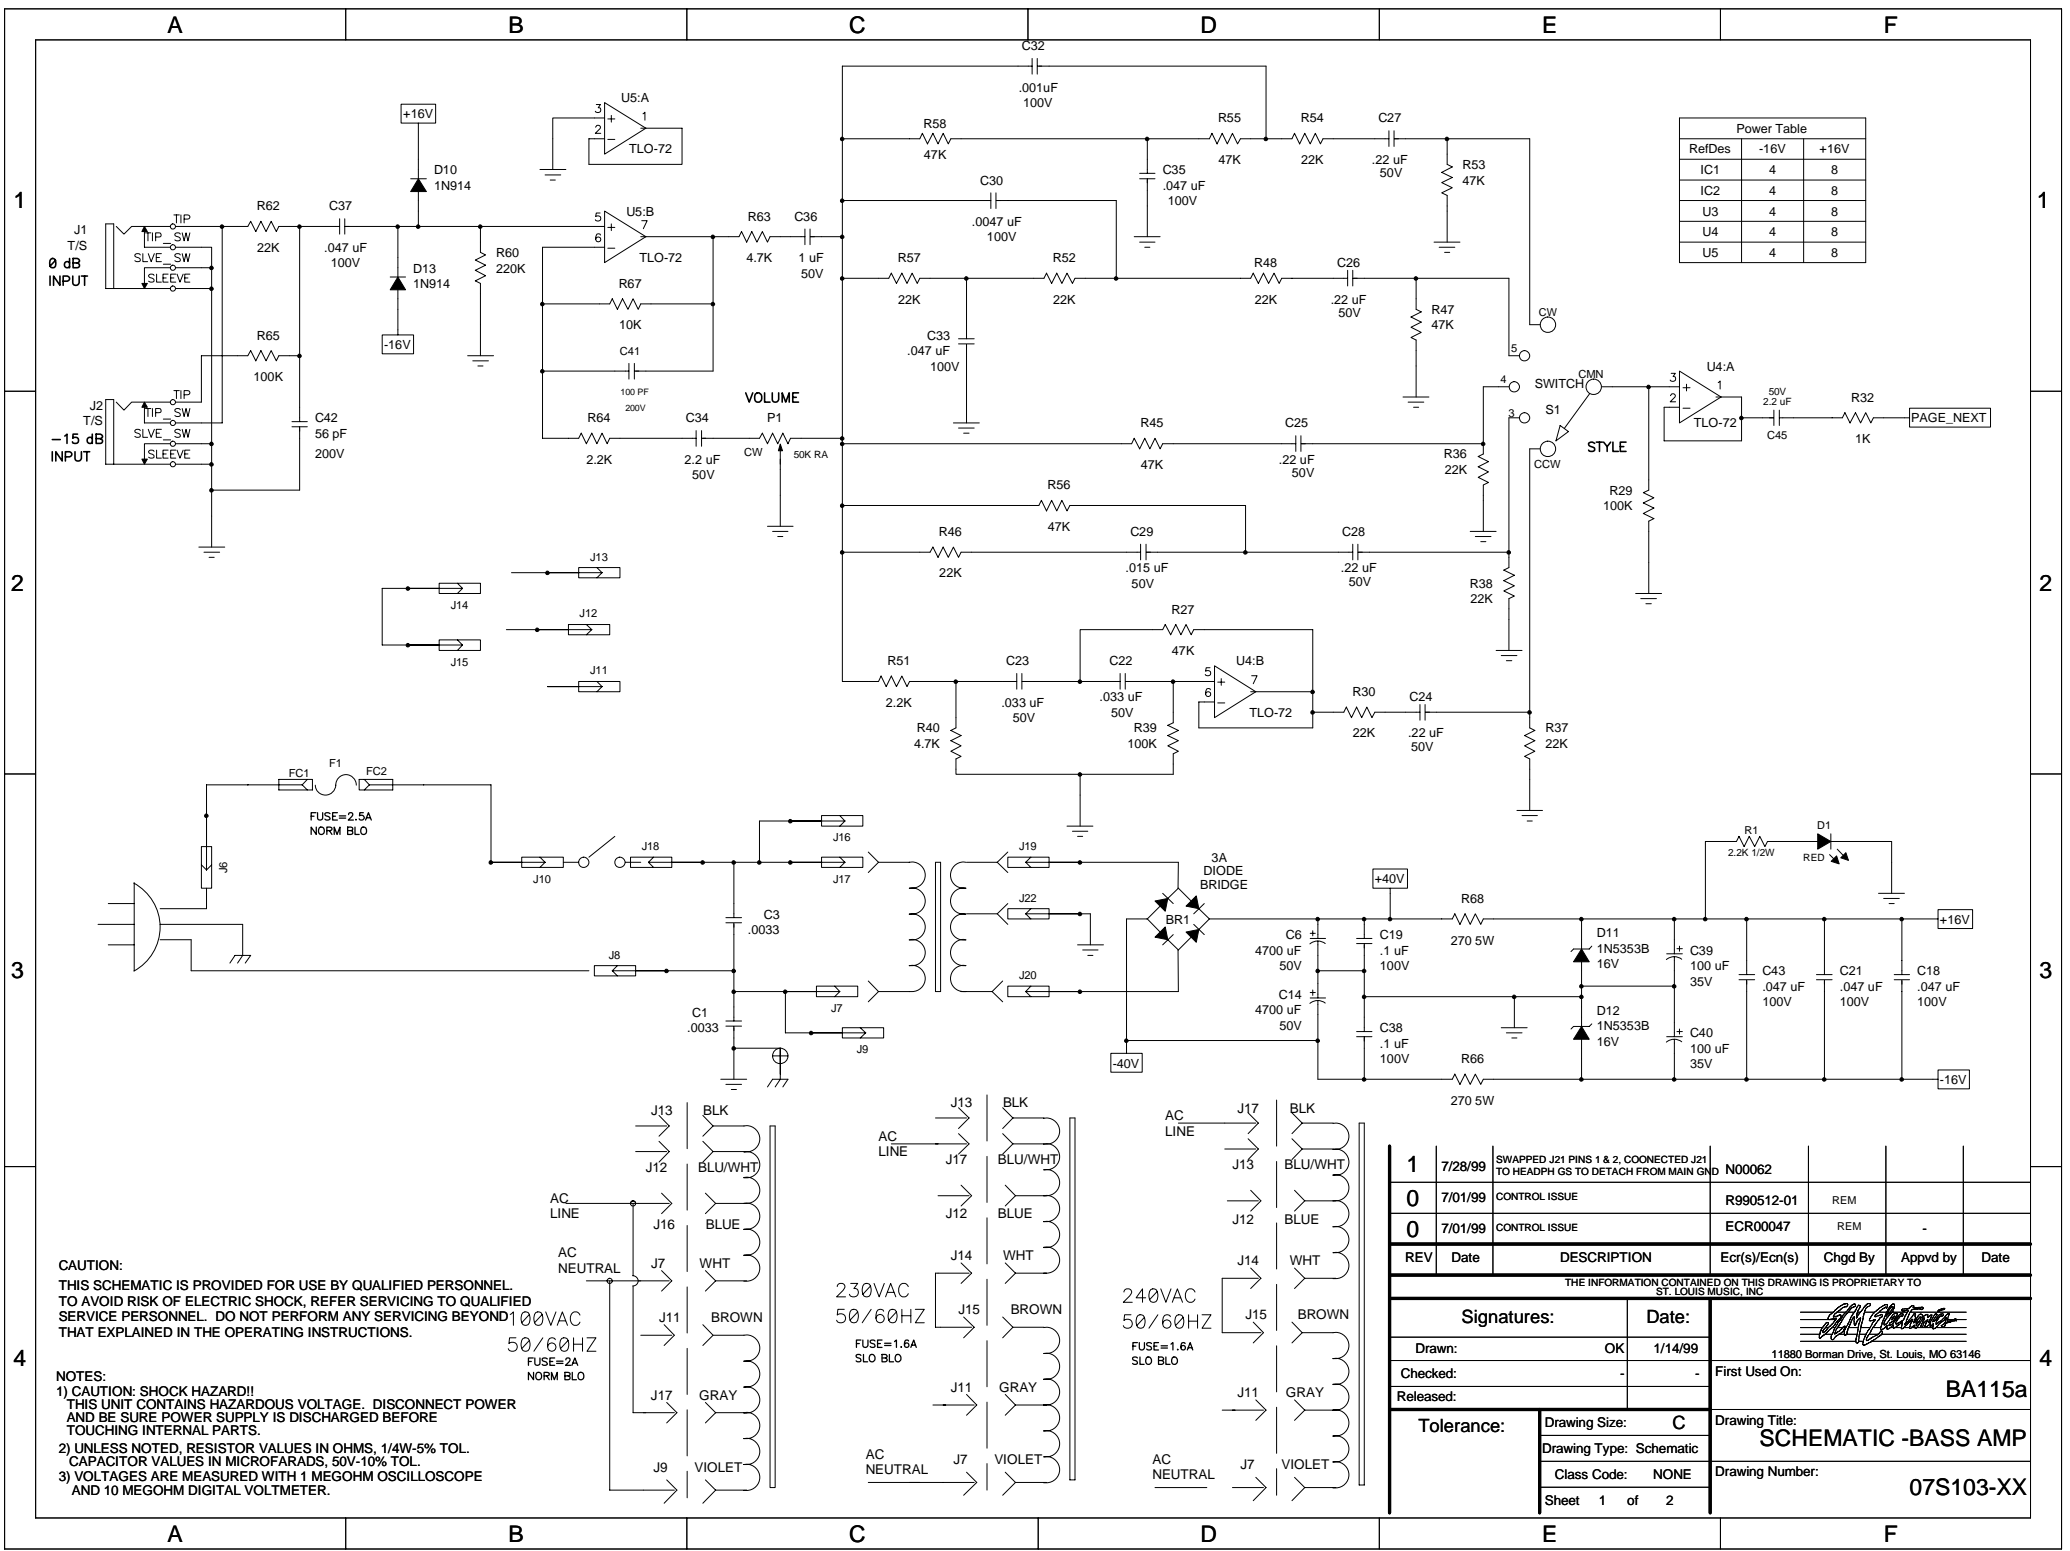 A B C D E F
1
2
3
4
1
2
3
4
A B C D E F
J1
T/S
0 dB
INPUT
TIP
TIP_SW
SLVE_SW
SLEEVE
J2
T/S
-15 dB
INPUT
TIP
TIP_SW
SLVE_SW
SLEEVE
R62
22K
R65
100K
C42
56 pF
200V
C37
.047 uF
100V
+16V
D10
1N914
D13
1N914
-16V
R60
220K
U5:A
3
2
1
TLO-72
U5:B
5
6
7
TLO-72
R67
10K
C41
100 PF
200V
R64
2.2K
C34
2.2 uF
50V
VOLUME
P1
CW
50K RA
R63
4.7K
C36
1 uF
50V
C32
.001uF
100V
R58
47K
C35
.047 uF
100V
R55
47K
R54
22K
C27
.22 uF
50V
R53
47K
C30
.0047 uF
100V
R57
22K
C33
.047 uF
100V
R52
22K
R48
22K
C26
.22 uF
50V
R47
47K
R45
47K
C25
.22 uF
50V
R36
22K
R56
47K
R46
22K
C29
.015 uF
50V
C28
.22 uF
50V
R38
22K
R27
47K
R51
2.2K
C23
.033 uF
50V
C22
.033 uF
50V
R40
4.7K
R39
100K
U4:B
5
6
7
TLO-72
R30
22K
C24
.22 uF
50V
R37
22K
CW
5
4
3
SWITCH
CMN
S1
CCW
STYLE
R29
100K
U4:A
3
2
1
TLO-72
50V
2.2 uF
C45
R32
1K
PAGE_NEXT
Power Table
RefDes -16V +16V
IC1 4 8
IC2 4 8
U3 4 8
U4 4 8
U5 4 8
J13
J14
J12
J15
J11
FC1
F1
FC2
FUSE=2.5A
NORM BLO
J6
J10
J18
J8
C3
.0033
C1
.0033
J16
J17
J7
J9
J19
J22
J20
3A
DIODE
BRIDGE
BR1
-40V
+40V
C6
4700 uF
50V
C14
4700 uF
50V
C19
.1 uF
100V
C38
.1 uF
100V
R68
270 5W
R66
270 5W
D11
1N5353B
16V
D12
1N5353B
16V
C39
100 uF
35V
C40
100 uF
35V
R1
2.2K 1/2W
D1
RED
C43
.047 uF
100V
C21
.047 uF
100V
C18
.047 uF
100V
+16V
-16V
J13
BLK
J12
BLU/WHT
AC
LINE
J16
BLUE
AC
NEUTRAL
J7
WHT
J11
BROWN
100VAC
50/60HZ
FUSE=2A
NORM BLO
J17
GRAY
J9
VIOLET
J13
BLK
AC
LINE
J17
BLU/WHT
J12
BLUE
J14
WHT
230VAC
50/60HZ
FUSE=1.6A
SLO BLO
J15
BROWN
J11
GRAY
AC
NEUTRAL
J7
VIOLET
AC
LINE
J17
BLK
J13
BLU/WHT
J12
BLUE
J14
WHT
240VAC
50/60HZ
FUSE=1.6A
SLO BLO
J15
BROWN
J11
GRAY
AC
NEUTRAL
J7
VIOLET
CAUTION:
THIS SCHEMATIC IS PROVIDED FOR USE BY QUALIFIED PERSONNEL.
TO AVOID RISK OF ELECTRIC SHOCK, REFER SERVICING TO QUALIFIED
SERVICE PERSONNEL. DO NOT PERFORM ANY SERVICING BEYOND
THAT EXPLAINED IN THE OPERATING INSTRUCTIONS.
NOTES:
1) CAUTION: SHOCK HAZARD!!
THIS UNIT CONTAINS HAZARDOUS VOLTAGE. DISCONNECT POWER
AND BE SURE POWER SUPPLY IS DISCHARGED BEFORE
TOUCHING INTERNAL PARTS.
2) UNLESS NOTED, RESISTOR VALUES IN OHMS, 1/4W-5% TOL.
CAPACITOR VALUES IN MICROFARADS, 50V-10% TOL.
3) VOLTAGES ARE MEASURED WITH 1 MEGOHM OSCILLOSCOPE
AND 10 MEGOHM DIGITAL VOLTMETER.
1 7/28/99 SWAPPED J21 PINS 1 & 2, COONECTED J21
TO HEADPH GS TO DETACH FROM MAIN GND N00062
0 7/01/99 CONTROL ISSUE R990512-01 REM
0 7/01/99 CONTROL ISSUE ECR00047 REM -
REV Date DESCRIPTION Ecr(s)/Ecn(s) Chgd By Appvd by Date
THE INFORMATION CONTAINED ON THIS DRAWING IS PROPRIETARY TO
ST. LOUIS MUSIC, INC
Signatures: Date:
Drawn: OK 1/14/99
Checked: - -
Released:
SLM Electronics
11880 Borman Drive, St. Louis, MO 63146
First Used On:
BA115a
Tolerance:
Drawing Size: C
Drawing Type: Schematic
Class Code: NONE
Sheet 1 of 2
Drawing Title:
SCHEMATIC -BASS AMP
Drawing Number:
07S103-XX